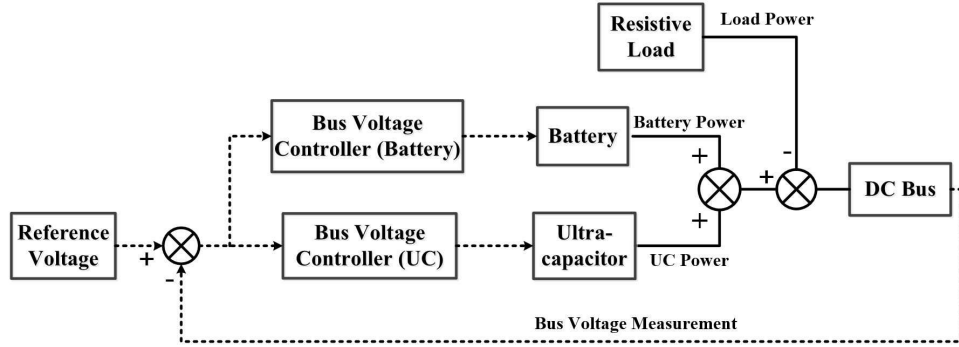 Resistive
Load
Load Power
Bus Voltage
Controller (Battery)
Battery
Battery Power
+
-
+
DC Bus
Reference
Voltage
+
-
Bus Voltage
Controller (UC)
Ultra-
capacitor
+
UC Power
Bus Voltage Measurement